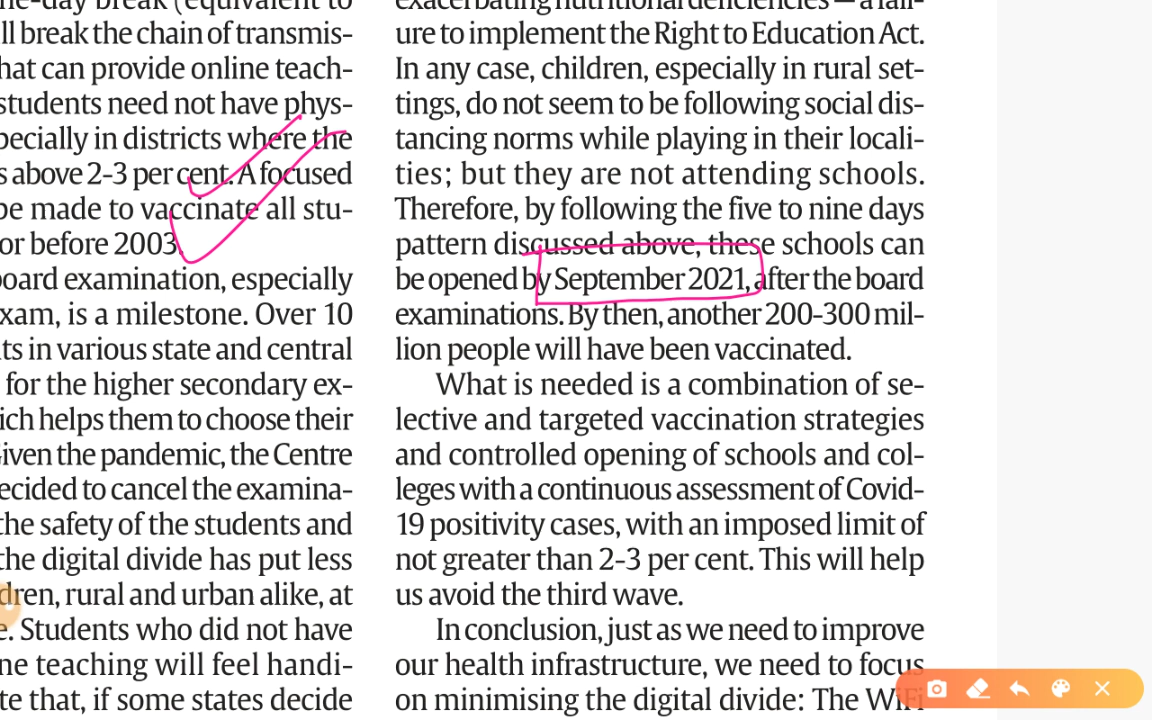 ll break the chain of transmis-
hat can provide online teach-
students need not have phys-
pecially in districts where the
s above 2-3 per cent. A focused
be made to vaccinate all stu-
or before 2003.
board examination, especially
exam, is a milestone. Over 10
ts in various state and central
for the higher secondary ex-
ich helps them to choose their
Given the pandemic, the Centre
ecided to cancel the examina-
the safety of the students and
the digital divide has put less
dren, rural and urban alike, at
e. Students who did not have
ne teaching will feel handi-
te that, if some states decide
exacerbating nutritional deficiencies — a fail-
ure to implement the Right to Education Act.
In any case, children, especially in rural set-
tings, do not seem to be following social dis-
tancing norms while playing in their locali-
ties; but they are not attending schools.
Therefore, by following the five to nine days
pattern discussed above, these schools can
be opened by September 2021, after the board
examinations. By then, another 200-300 mil-
lion people will have been vaccinated.
What is needed is a combination of se-
lective and targeted vaccination strategies
and controlled opening of schools and col-
leges with a continuous assessment of Covid-
19 positivity cases, with an imposed limit of
not greater than 2-3 per cent. This will help
us avoid the third wave.
In conclusion, just as we need to improve
our health infrastructure, we need to focus
on minimising the digital divide: The WiFi